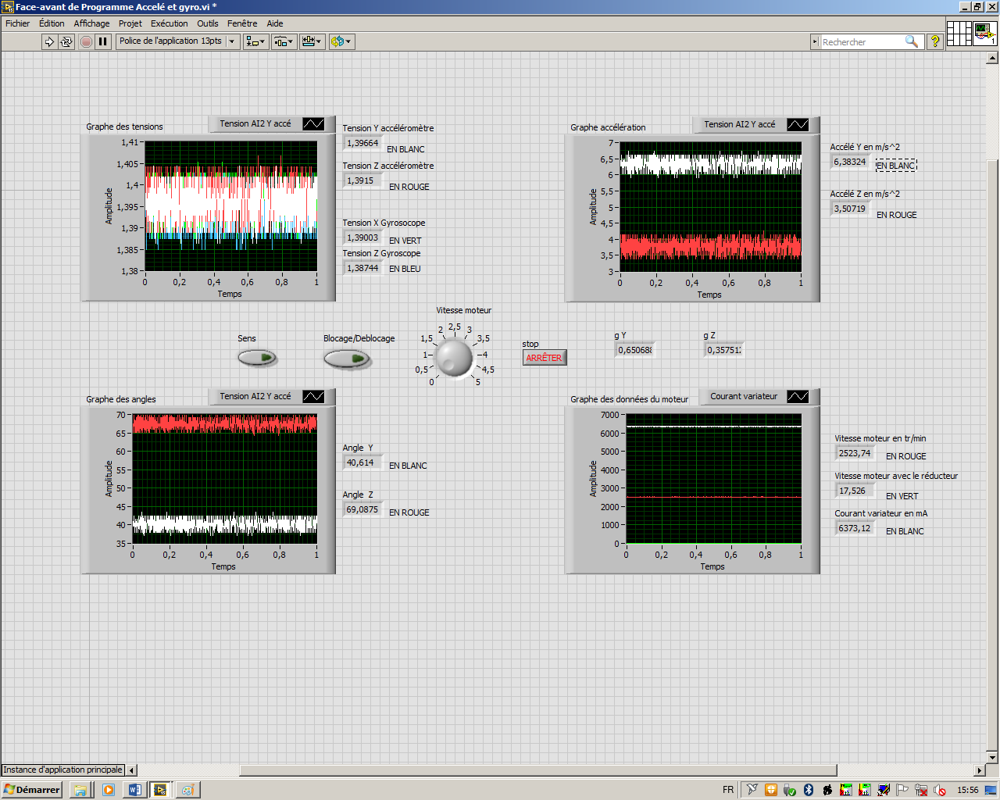 Face-avant de Programme Accelé et gyro.vi *
Fichier Édition Affichage Projet Exécution Outils Fenêtre Aide
Police de l'application 13pts
Rechercher
?
1
Graphe des tensions
Tension AI2 Y accé
1,41
1,405
1,4
1,395
1,39
1,385
1,38
Amplitude
0 0,2 0,4 0,6 0,8 1
Temps
Tension Y accéléromètre
1,39664 EN BLANC
Tension Z accéléromètre
1,3915 EN ROUGE
Tension X Gyrosocope
1,39003 EN VERT
Tension Z Gyroscope
1,38744 EN BLEU
Graphe accélération
Tension AI2 Y accé
7
6,5
6
5,5
5
4,5
4
3,5
3
Amplitude
0 0,2 0,4 0,6 0,8 1
Temps
Accélé Y en m/s^2
6,38324 EN BLANC
Accélé Z en m/s^2
3,50719 EN ROUGE
Sens
Blocage/Deblocage
Vitesse moteur
0 0,5 1 1,5 2 2,5 3 3,5 4 4,5 5
stop
ARRÊTER
g Y
0,65068
g Z
0,357512
Graphe des angles
Tension AI2 Y accé
70
65
60
55
50
45
40
35
Amplitude
0 0,2 0,4 0,6 0,8 1
Temps
Angle Y
40,614 EN BLANC
Angle Z
69,0875 EN ROUGE
Graphe des données du moteur
Courant variateur
7000
6000
5000
4000
3000
2000
1000
0
Amplitude
0 0,2 0,4 0,6 0,8 1
Temps
Vitesse moteur en tr/min
2523,74 EN ROUGE
Vitesse moteur avec le réducteur
17,526 EN VERT
Courant variateur en mA
6373,12 EN BLANC
Instance d'application principale
Démarrer
FR
15:56